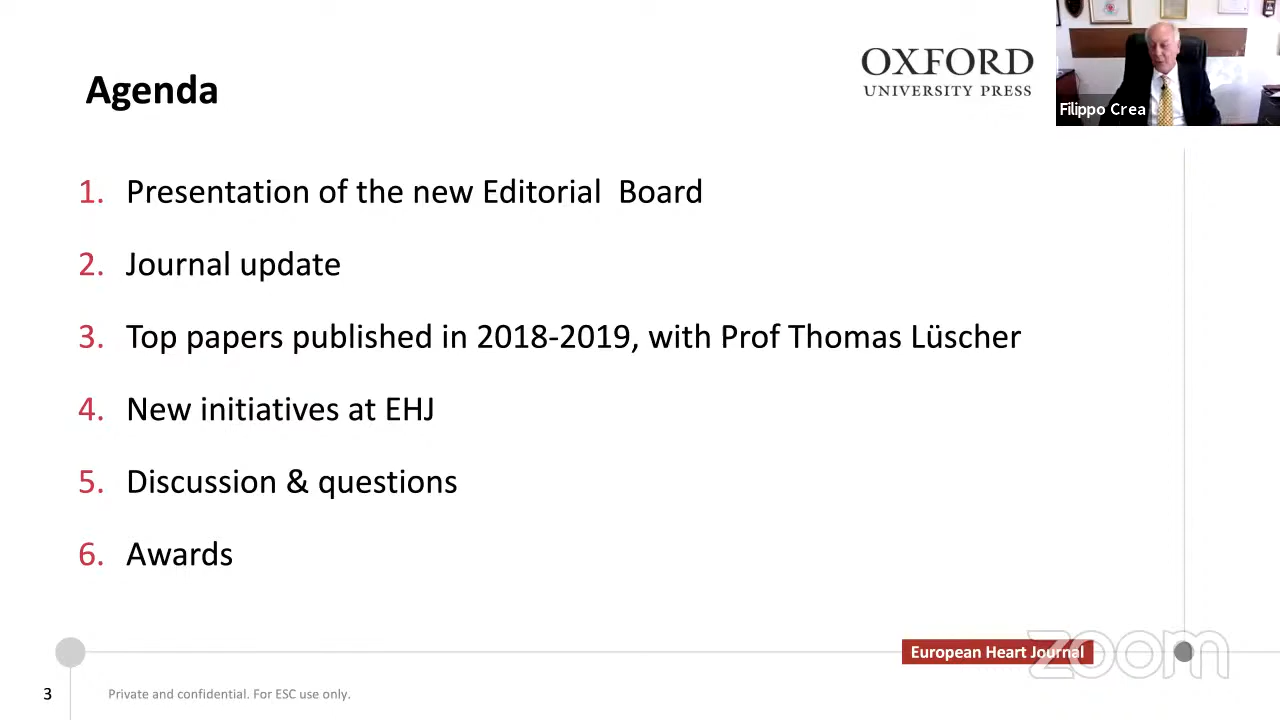 Agenda
OXFORD
UNIVERSITY PRESS
Filippo Crea
1. Presentation of the new Editorial Board
2. Journal update
3. Top papers published in 2018-2019, with Prof Thomas Lüscher
4. New initiatives at EHJ
5. Discussion & questions
6. Awards
European Heart Journal
zoom
3 Private and confidential. For ESC use only.